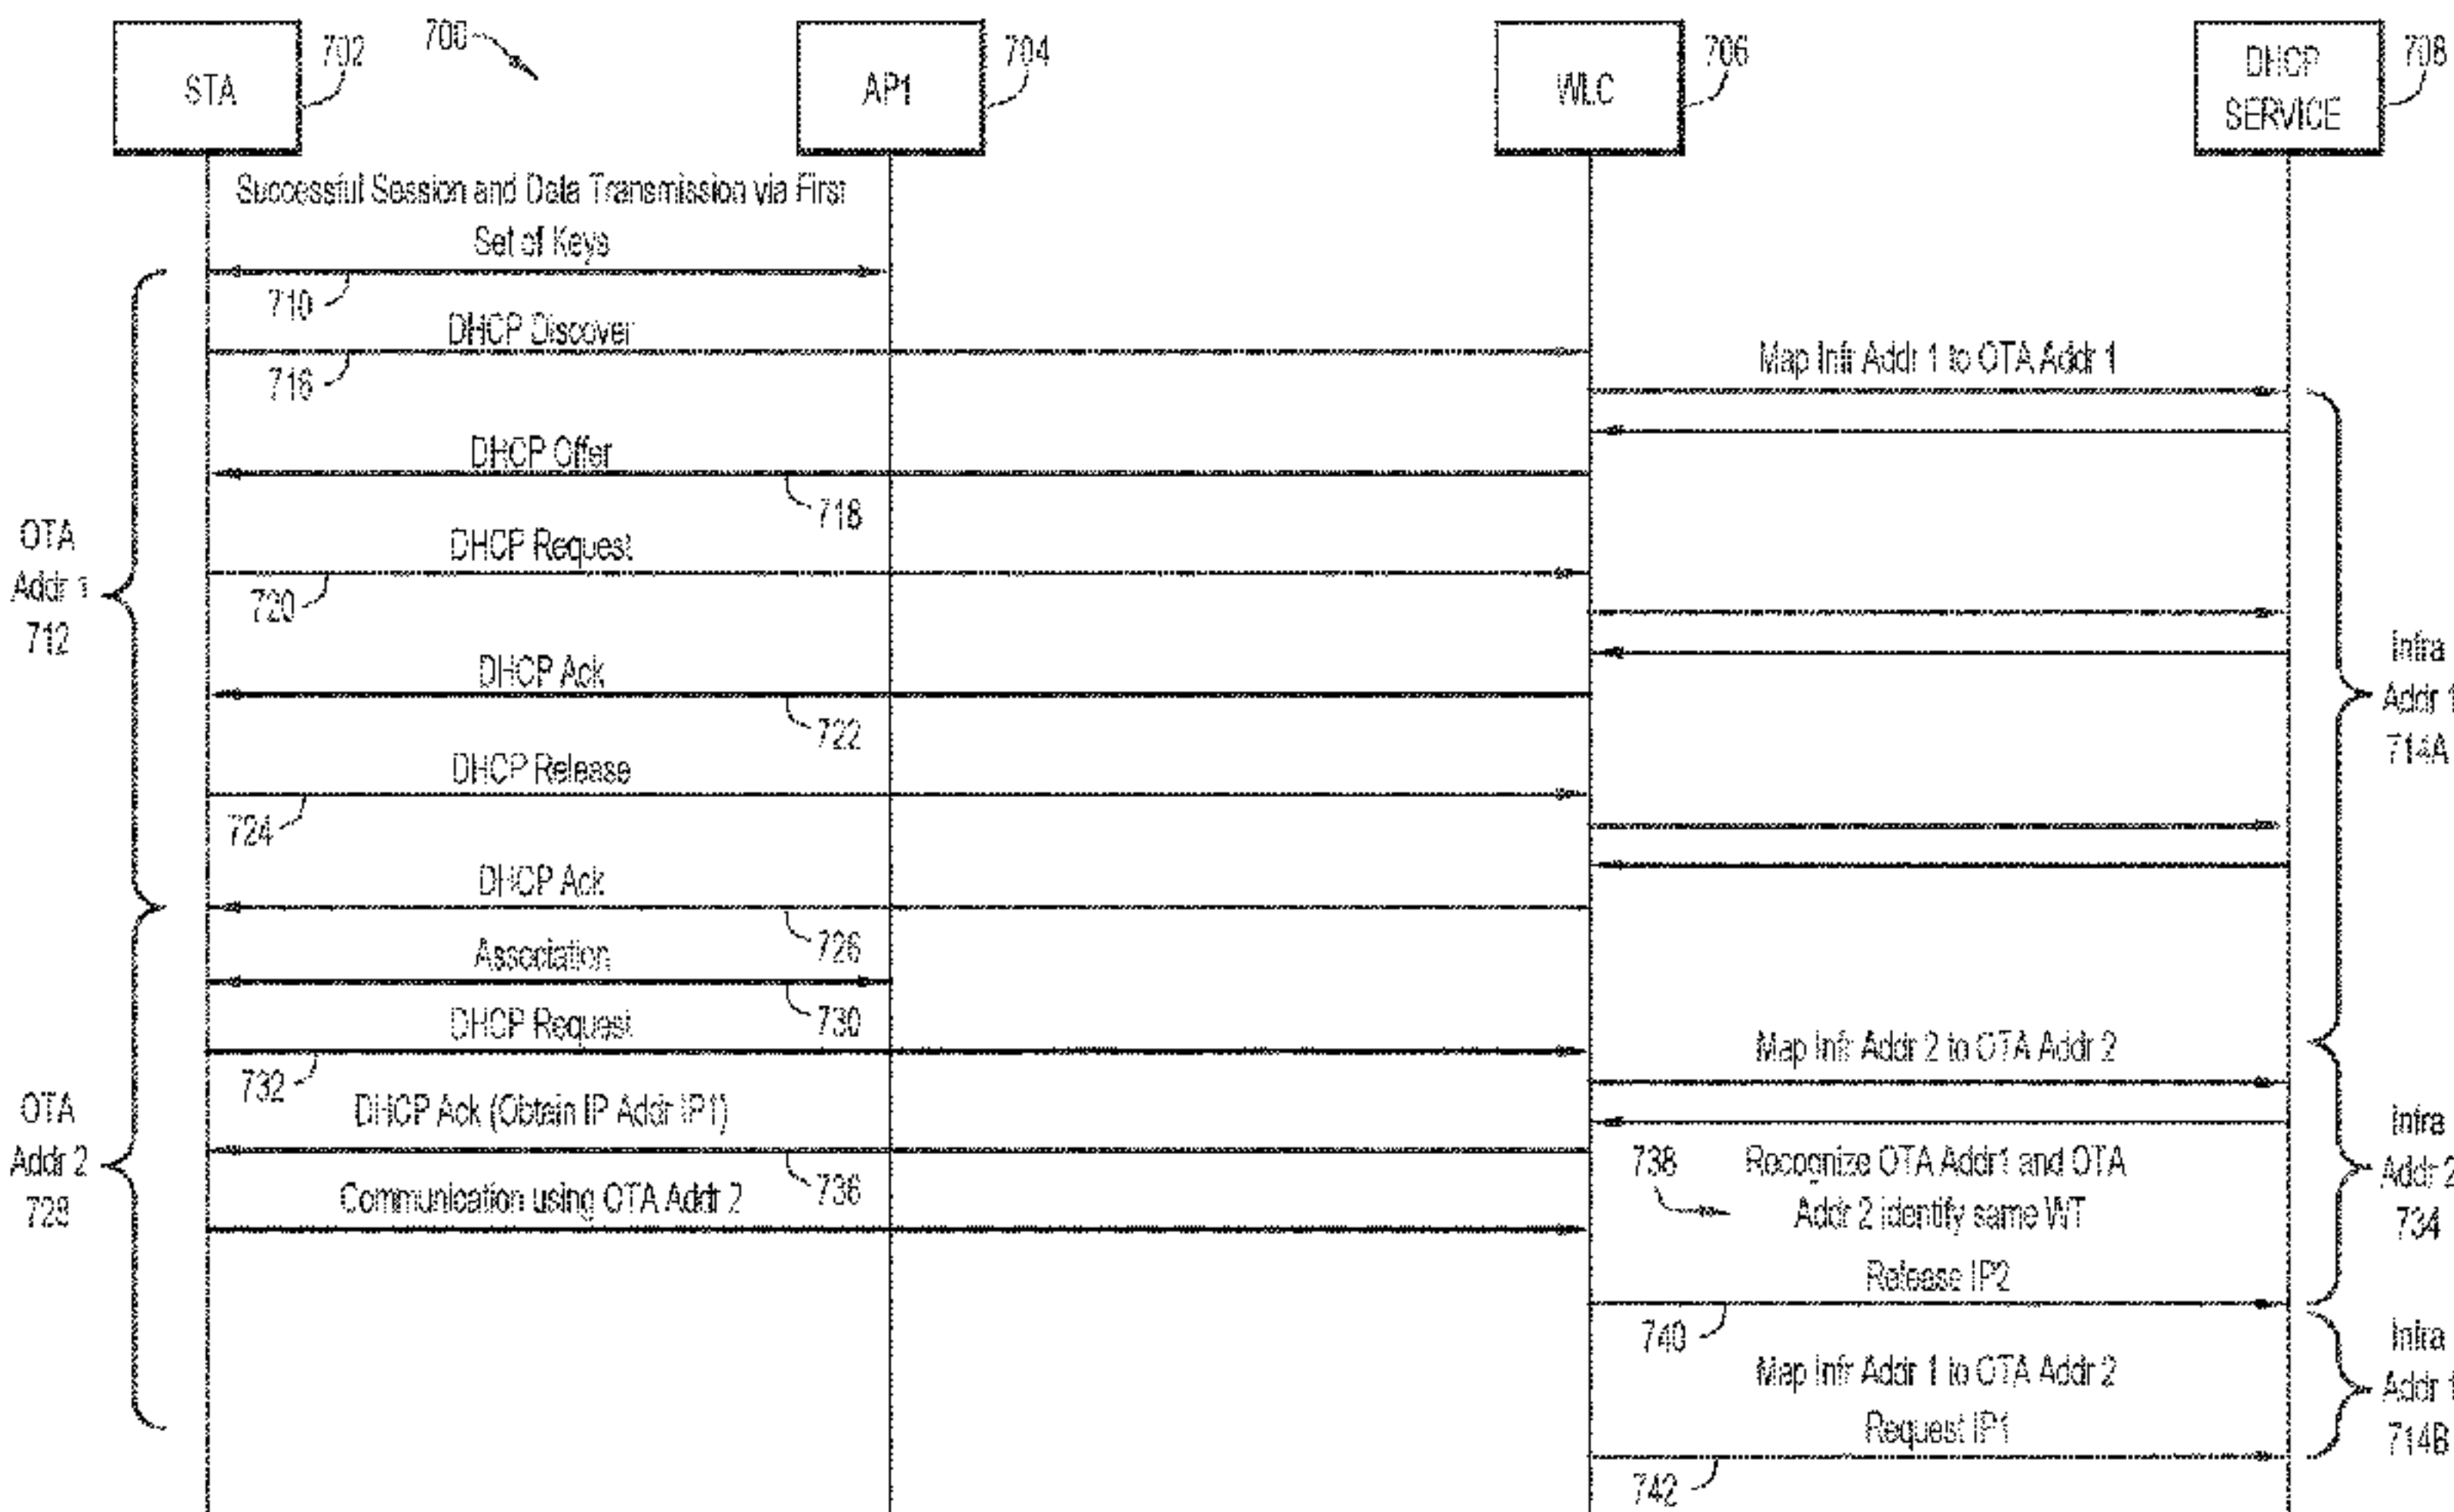 700
STA
702
AP1
704
WLC
706
DHCP
SERVICE
708
Successful Session and Data Transmission via First
Set of Keys
710
DHCP Discover
716
Map Infr Addr 1 to OTA Addr 1
DHCP Offer
718
OTA
Addr 1
712
DHCP Request
720
DHCP Ack
722
Infra
Addr 1
714A
DHCP Release
724
DHCP Ack
726
Association
730
DHCP Request
732
Map Infr Addr 2 to OTA Addr 2
DHCP Ack (Obtain IP Addr IP1)
736
OTA
Addr 2
728
Communication using OTA Addr 2
738
Recognize OTA Addr1 and OTA
Addr 2 identify same WT
Infra
Addr 2
734
Release IP2
740
Map Infr Addr 1 to OTA Addr 2
Request IP1
742
Infra
Addr 1
714B